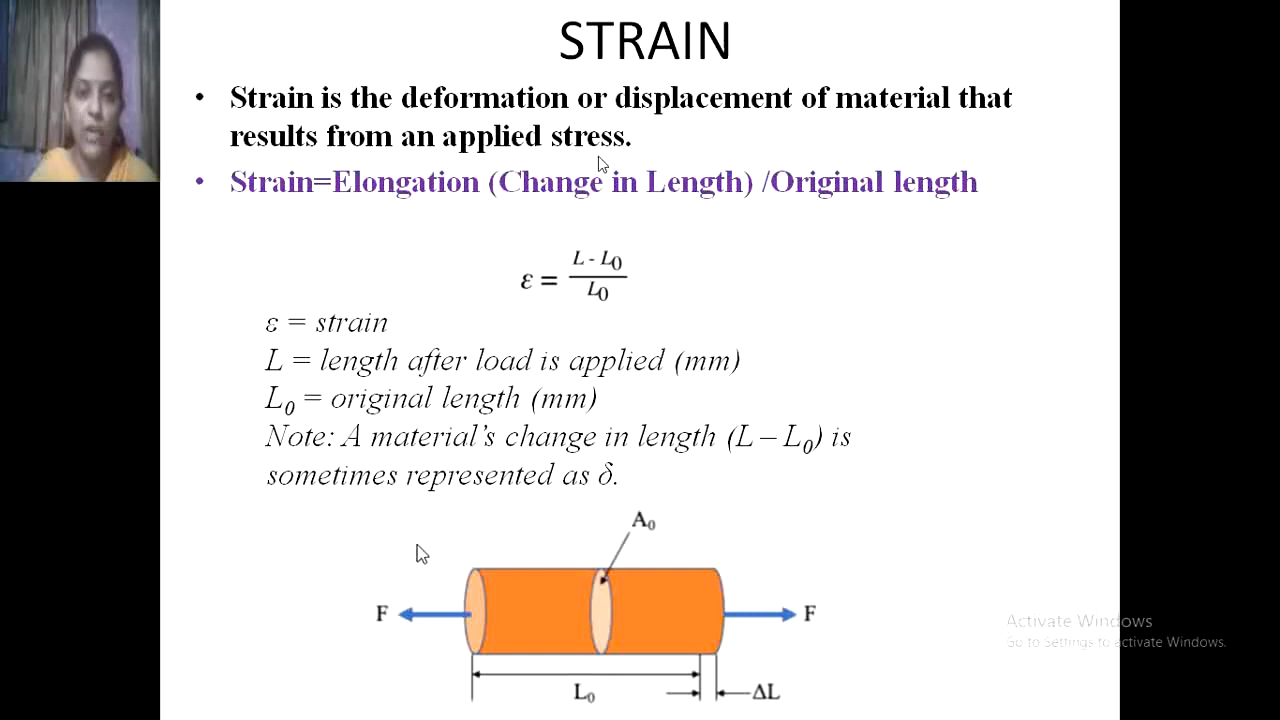 STRAIN
• Strain is the deformation or displacement of material that
results from an applied stress.
• Strain=Elongation (Change in Length) /Original length
ε = (L - L₀) / L₀
ε = strain
L = length after load is applied (mm)
L₀ = original length (mm)
Note: A material’s change in length (L – L₀) is
sometimes represented as δ.
A₀
F
F
L₀
ΔL
Activate Windows
Go to Settings to activate Windows.